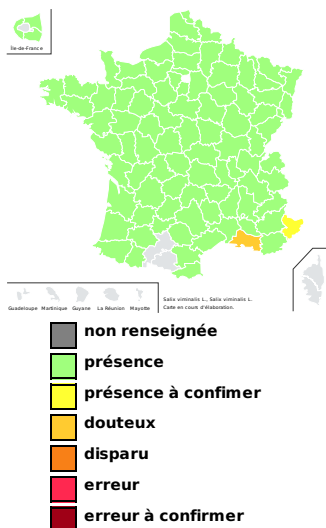 Île-de-France
Guadeloupe Martinique Guyane La Réunion Mayotte
Salix viminalis L., Salix viminalis L.
Carte en cours d'élaboration.
non renseignée
présence
présence à confimer
douteux
disparu
erreur
erreur à confirmer